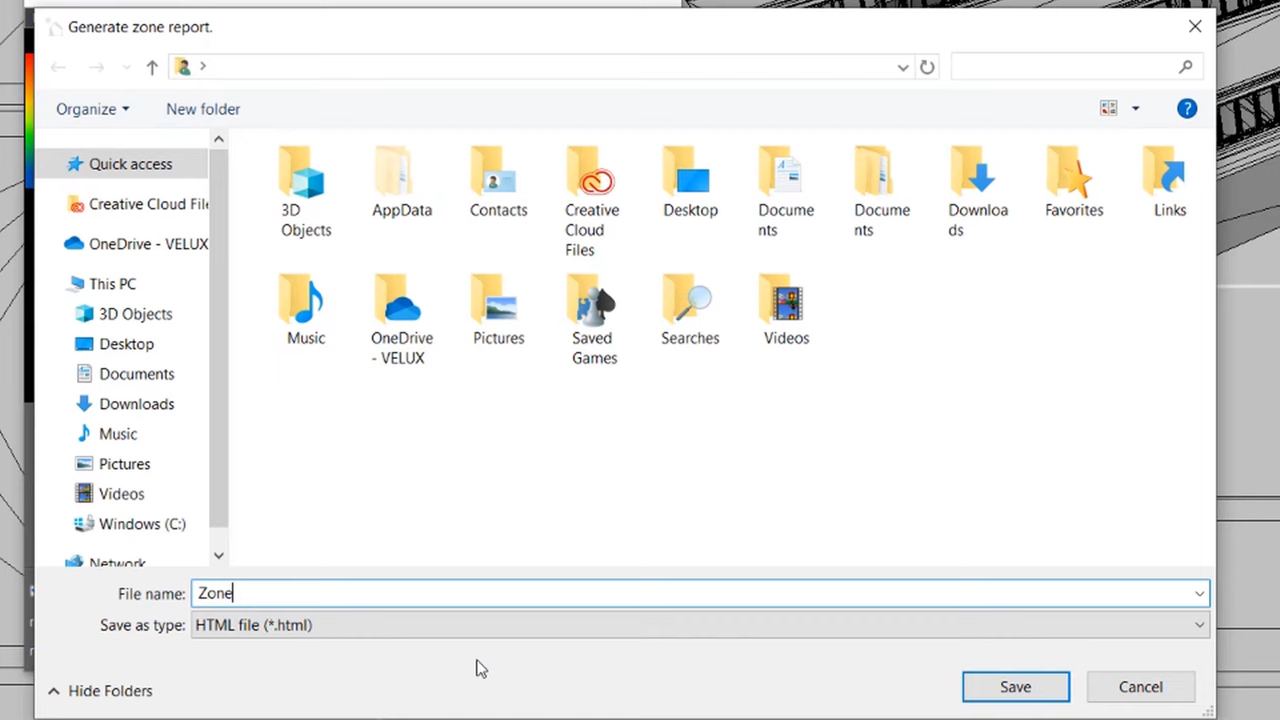 Generate zone report.
Organize
New folder
Quick access
Creative Cloud File
OneDrive - VELUX
This PC
3D Objects
Desktop
Documents
Downloads
Music
Pictures
Videos
Windows (C:)
Network
3D
Objects
AppData
Contacts
Creative
Cloud
Files
Desktop
Docume
nts
Docume
nts
Downloa
ds
Favorites
Links
Music
OneDrive
- VELUX
Pictures
Saved
Games
Searches
Videos
File name: Zone
Save as type: HTML file (*.html)
Hide Folders
Save
Cancel